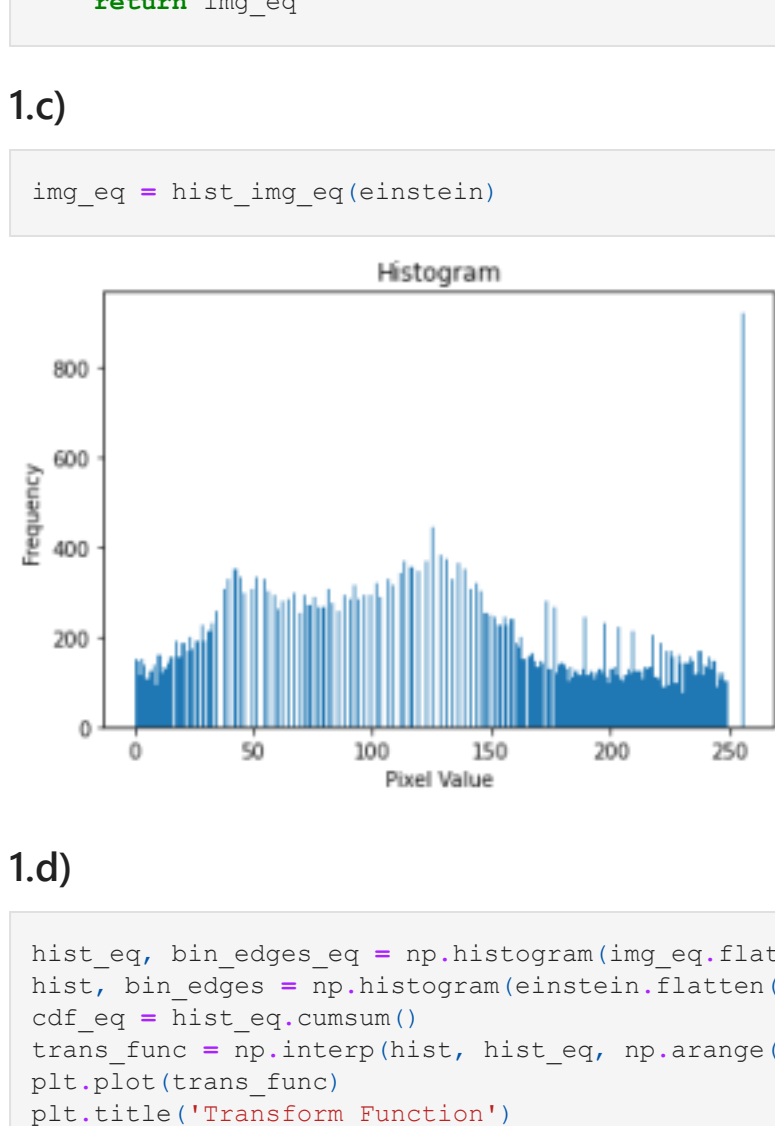 return img_eq
1.c)
img_eq = hist_img_eq(einstein)
Histogram
800
600
400
200
0
Frequency
0 50 100 150 200 250
Pixel Value
1.d)
hist_eq, bin_edges_eq = np.histogram(img_eq.flat
hist, bin_edges = np.histogram(einstein.flatten(
cdf_eq = hist_eq.cumsum()
trans_func = np.interp(hist, hist_eq, np.arange(
plt.plot(trans_func)
plt.title('Transform Function')